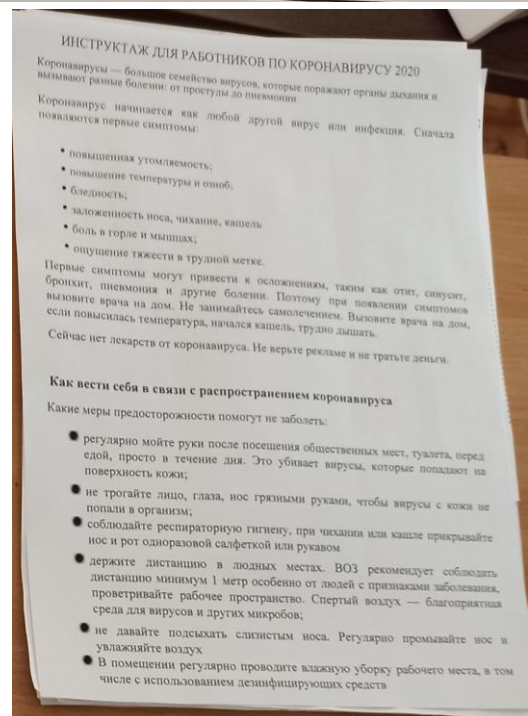 ИНСТРУКТАЖ ДЛЯ РАБОТНИКОВ ПО КОРОНАВИРУСУ 2020
Коронавирусы — большое семейство вирусов, которые поражают органы дыхания и
вызывают разные болезни: от простуды до пневмонии.
Коронавирус начинается как любой другой вирус или инфекция. Сначала
появляются первые симптомы:
• повышенная утомляемость;
• повышение температуры и озноб;
• бледность;
• заложенность носа, чихание, кашель
• боль в горле и мышцах;
• ощущение тяжести в трудной метке.
Первые симптомы могут привести к осложнениям, таким как отит, синусит,
бронхит, пневмония и другие болезни. Поэтому при появлении симптомов
вызовите врача на дом. Не занимайтесь самолечением. Вызовите врача на дом,
если повысилась температура, начался кашель, трудно дышать.
Сейчас нет лекарств от коронавируса. Не верьте рекламе и не тратьте деньги.
Как вести себя в связи с распространением коронавируса
Какие меры предосторожности помогут не заболеть:
● регулярно мойте руки после посещения общественных мест, туалета, перед
едой, просто в течение дня. Это убивает вирусы, которые попадают на
поверхность кожи;
● не трогайте лицо, глаза, нос грязными руками, чтобы вирусы с кожи не
попали в организм;
● соблюдайте респираторную гигиену, при чихании или кашле прикрывайте
нос и рот одноразовой салфеткой или рукавом
● держите дистанцию в людных местах. ВОЗ рекомендует соблюдать
дистанцию минимум 1 метр особенно от людей с признаками заболевания,
проветривайте рабочее пространство. Спертый воздух — благоприятная
среда для вирусов и других микробов;
● не давайте подсыхать слизистым носа. Регулярно промывайте нос и
увлажняйте воздух
● В помещении регулярно проводите влажную уборку рабочего места, в том
числе с использованием дезинфицирующих средств